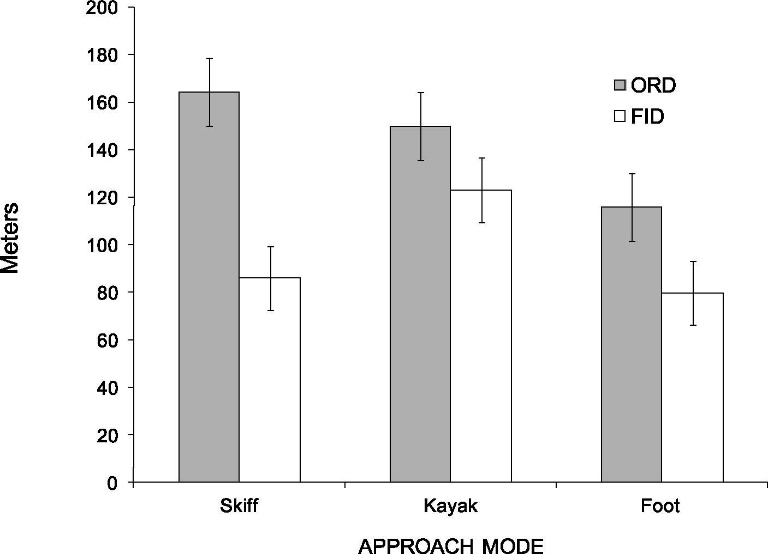 200
180
160
140
120
100
80
60
40
20
0
Meters
ORD
FID
Skiff Kayak Foot
APPROACH MODE